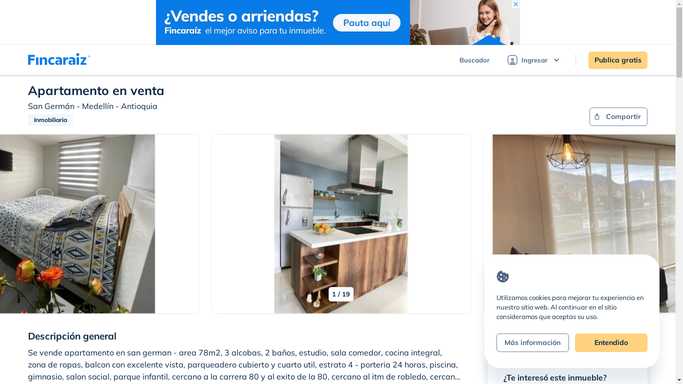 ¿Vendes o arriendas?
Fincaraíz el mejor aviso para tu inmueble.
Pauta aquí
Fincaraíz
Buscador
Ingresar
Publica gratis
Apartamento en venta
San Germán - Medellín - Antioquia
Inmobiliaria
Compartir
1 / 19
Utilizamos cookies para mejorar tu experiencia en
nuestro sitio web. Al continuar en el sitio
consideramos que aceptas su uso.
Más información
Entendido
Descripción general
Se vende apartamento en san german - area 78m2, 3 alcobas, 2 baños, estudio, sala comedor, cocina integral,
zona de ropas, balcon con excelente vista, parqueadero cubierto y cuarto util, estrato 4 - porteria 24 horas, piscina,
gimnasio, salon social, parque infantil, cercano a la carrera 80 y al exito de la 80, cercano al itm de robledo, cercan...
¿Te interesó este inmueble?